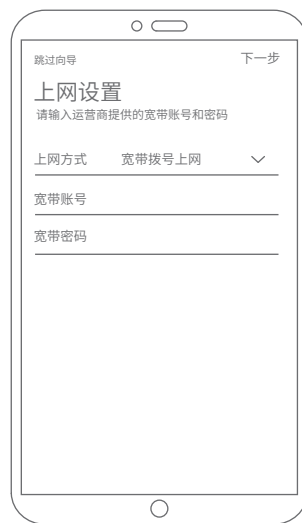 跳过向导 下一步
上网设置
请输入运营商提供的宽带账号和密码
上网方式 宽带拨号上网
宽带账号
宽带密码